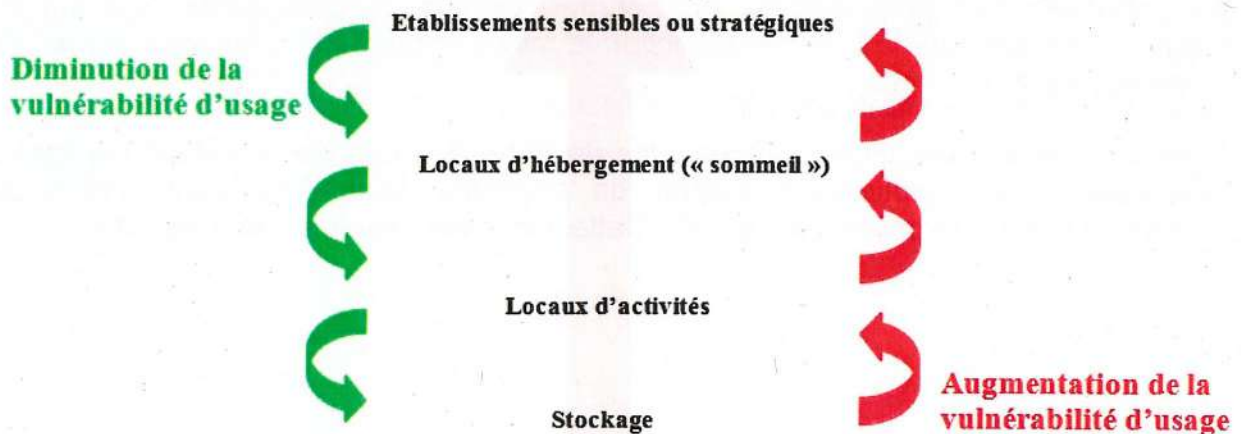 Etablissements sensibles ou stratégiques
Diminution de la
vulnérabilité d'usage
Locaux d'hébergement (« sommeil »)
Locaux d'activités
Stockage
Augmentation de la
vulnérabilité d'usage